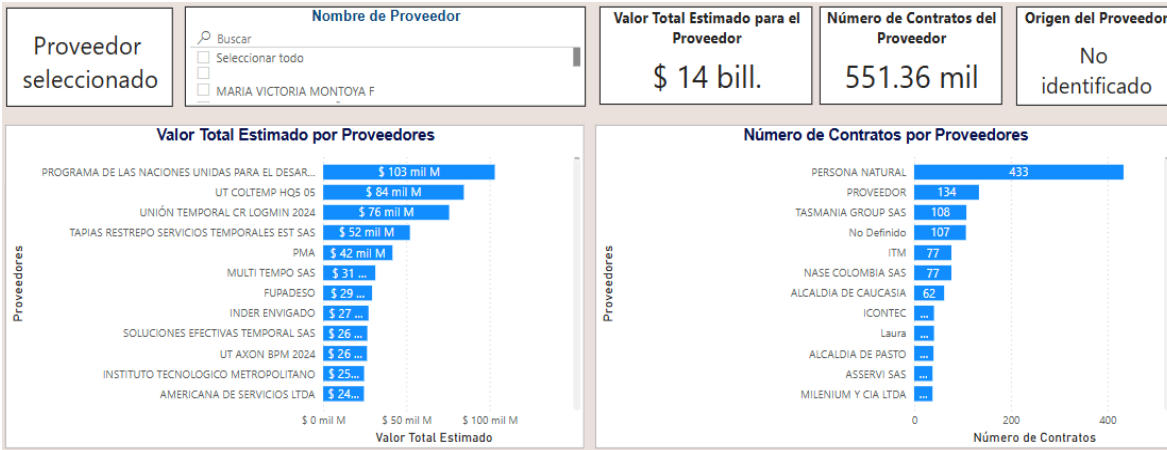 Proveedor
seleccionado
Nombre de Proveedor
Buscar
Seleccionar todo
MARIA VICTORIA MONTOYA F
Valor Total Estimado para el
Proveedor
$ 14 bill.
Número de Contratos del
Proveedor
551.36 mil
Origen del Proveedor
No
identificado
Valor Total Estimado por Proveedores
Proveedores
PROGRAMA DE LAS NACIONES UNIDAS PARA EL DESAR... $ 103 mil M
UT COLTEMP HQ5 05 $ 84 mil M
UNIÓN TEMPORAL CR LOGMIN 2024 $ 76 mil M
TAPIAS RESTREPO SERVICIOS TEMPORALES EST SAS $ 52 mil M
PMA $ 42 mil M
MULTI TEMPO SAS $ 31 ...
FUPADESO $ 29 ...
INDER ENVIGADO $ 27 ...
SOLUCIONES EFECTIVAS TEMPORAL SAS $ 26 ...
UT AXON BPM 2024 $ 26 ...
INSTITUTO TECNOLOGICO METROPOLITANO $ 25...
AMERICANA DE SERVICIOS LTDA $ 24...
$ 0 mil M $ 50 mil M $ 100 mil M
Valor Total Estimado
Número de Contratos por Proveedores
Proveedores
PERSONA NATURAL 433
PROVEEDOR 134
TASMANIA GROUP SAS 108
No Definido 107
ITM 77
NASE COLOMBIA SAS 77
ALCALDIA DE CAUCASIA 62
ICONTEC ...
Laura ...
ALCALDIA DE PASTO ...
ASSERVI SAS ...
MILENIUM Y CIA LTDA ...
0 200 400
Número de Contratos